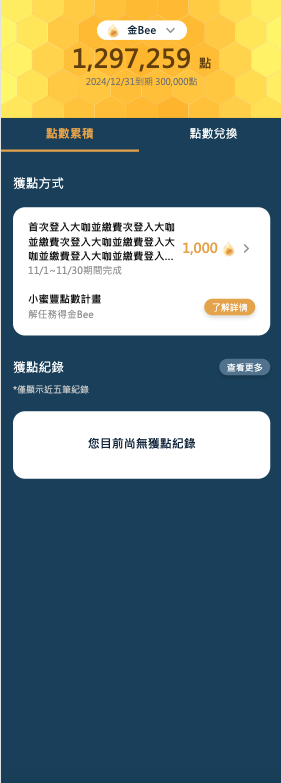 金Bee
1,297,259 點
2024/12/31到期 300,000點
點數累積
點數兌換
獲點方式
首次登入大咖並繳費次登入大咖
並繳費次登入大咖並繳費登入大
咖並繳費登入大咖並繳費登入...
1,000
11/1~11/30期間完成
小蜜豐點數計畫
解任務得金Bee
了解詳情
獲點紀錄
查看更多
*僅顯示近五筆紀錄
您目前尚無獲點紀錄